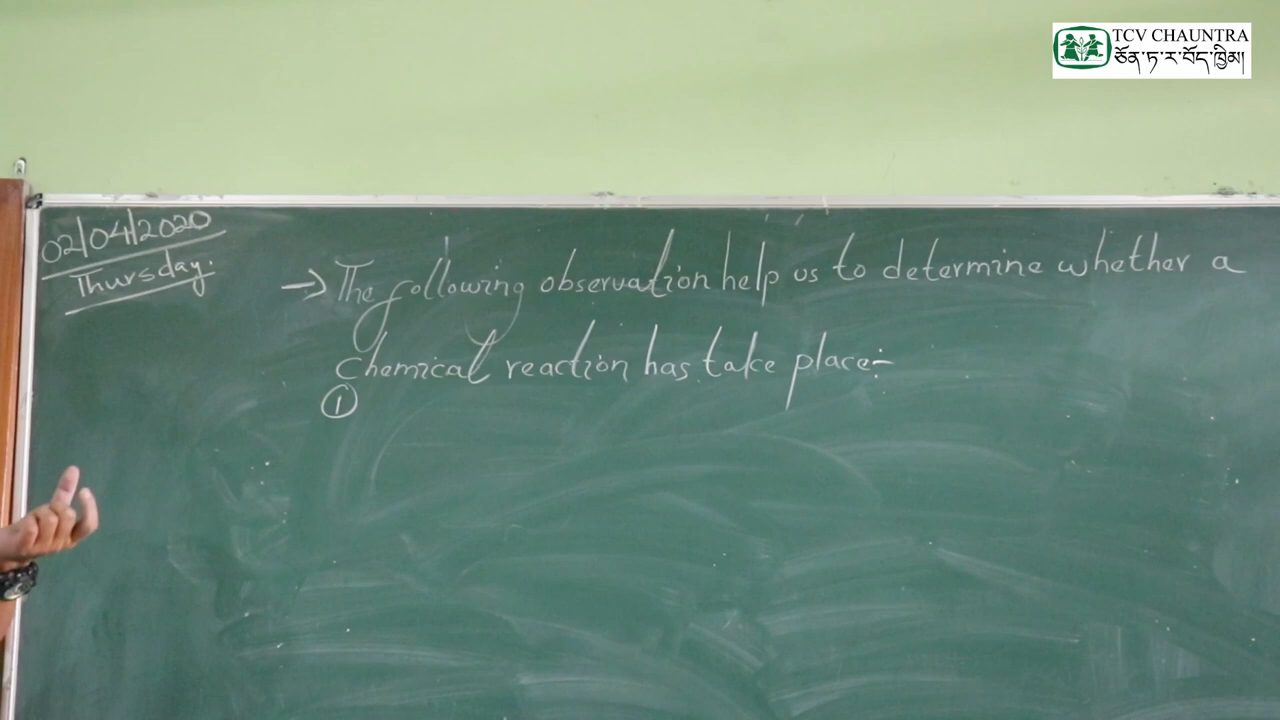 TCV CHAUNTRA
ཅོན་ཏ་ར་བོད་ཁྱིམ།
02/04/2020
Thursday.
→ The following observation help us to determine whether a
chemical reaction has take place:-
①